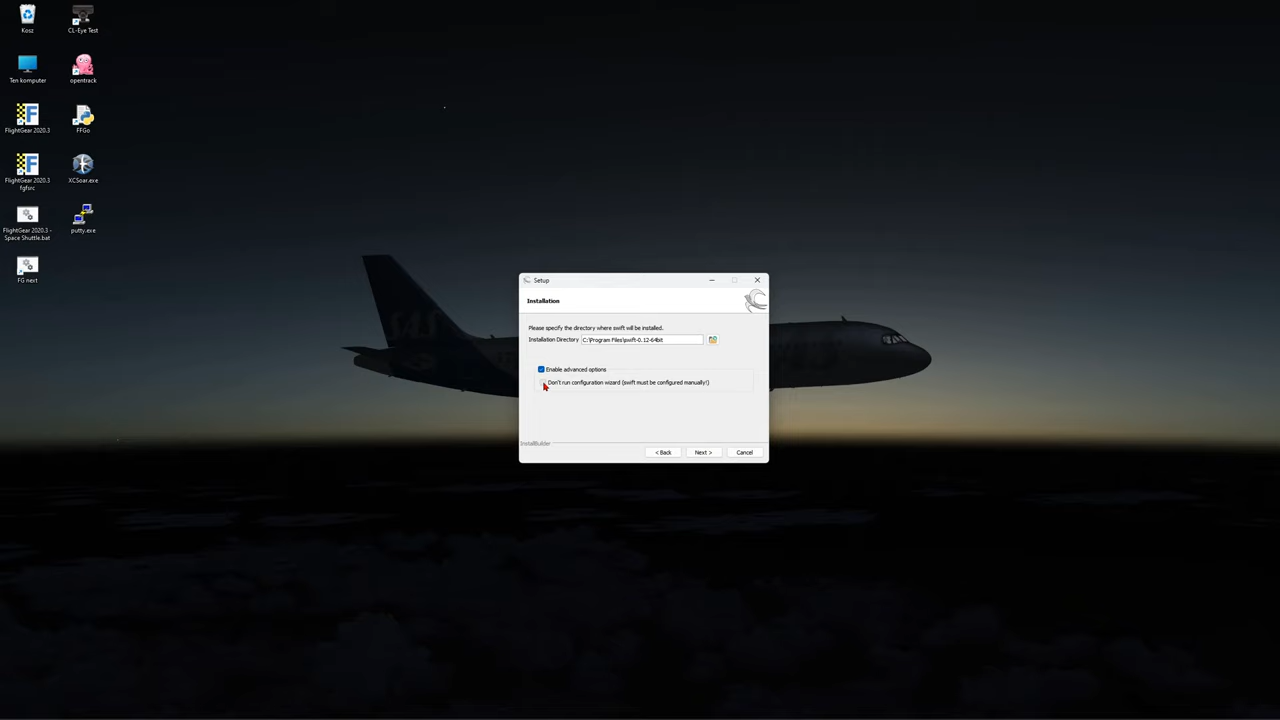 Kosz
CL-Eye Test
Ten komputer
opentrack
FlightGear 2020.3
FFGo
FlightGear 2020.3
fgfsrc
XCSoar.exe
FlightGear 2020.3 -
Space Shuttle.bat
putty.exe
FG next
Setup
Installation
Please specify the directory where swift will be installed.
Installation Directory C:\Program Files\swift-0.12-64bit
Enable advanced options
Don't run configuration wizard (swift must be configured manually!)
InstallBuilder
< Back Next > Cancel
SAS